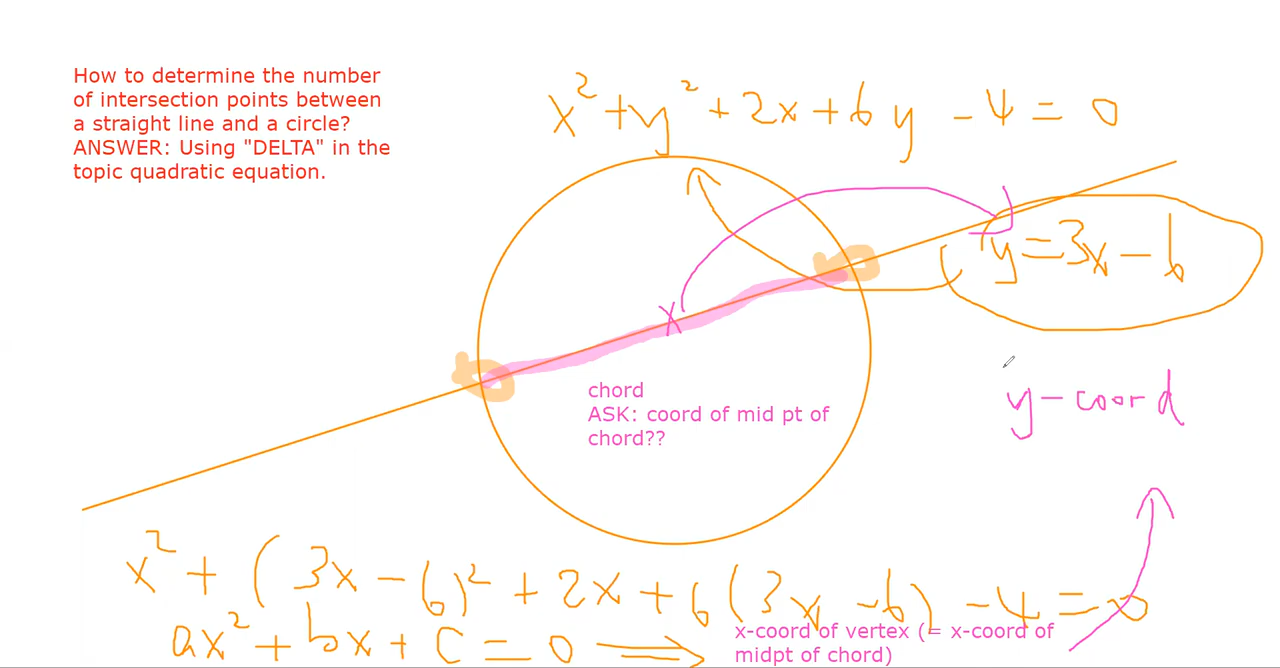 How to determine the number
of intersection points between
a straight line and a circle?
ANSWER: Using "DELTA" in the
topic quadratic equation.
x² + y² + 2x + 6y - 4 = 0
y = 3x - 6
chord
ASK: coord of mid pt of
chord??
y - coord
x² + (3x - 6)² + 2x + 6(3x - 6) - 4 = 0
ax² + bx + c = 0 ⟹
x-coord of vertex (= x-coord of
midpt of chord)